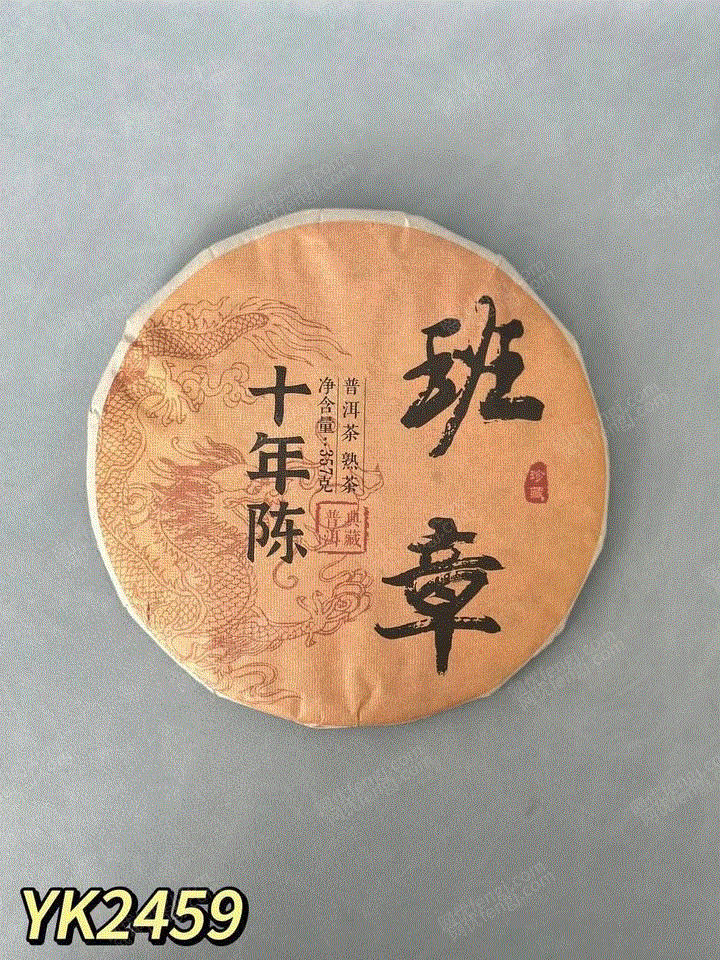 班章
珍藏
普洱茶 熟茶
净含量:357克
典藏
普洱
十年陈
YK2459